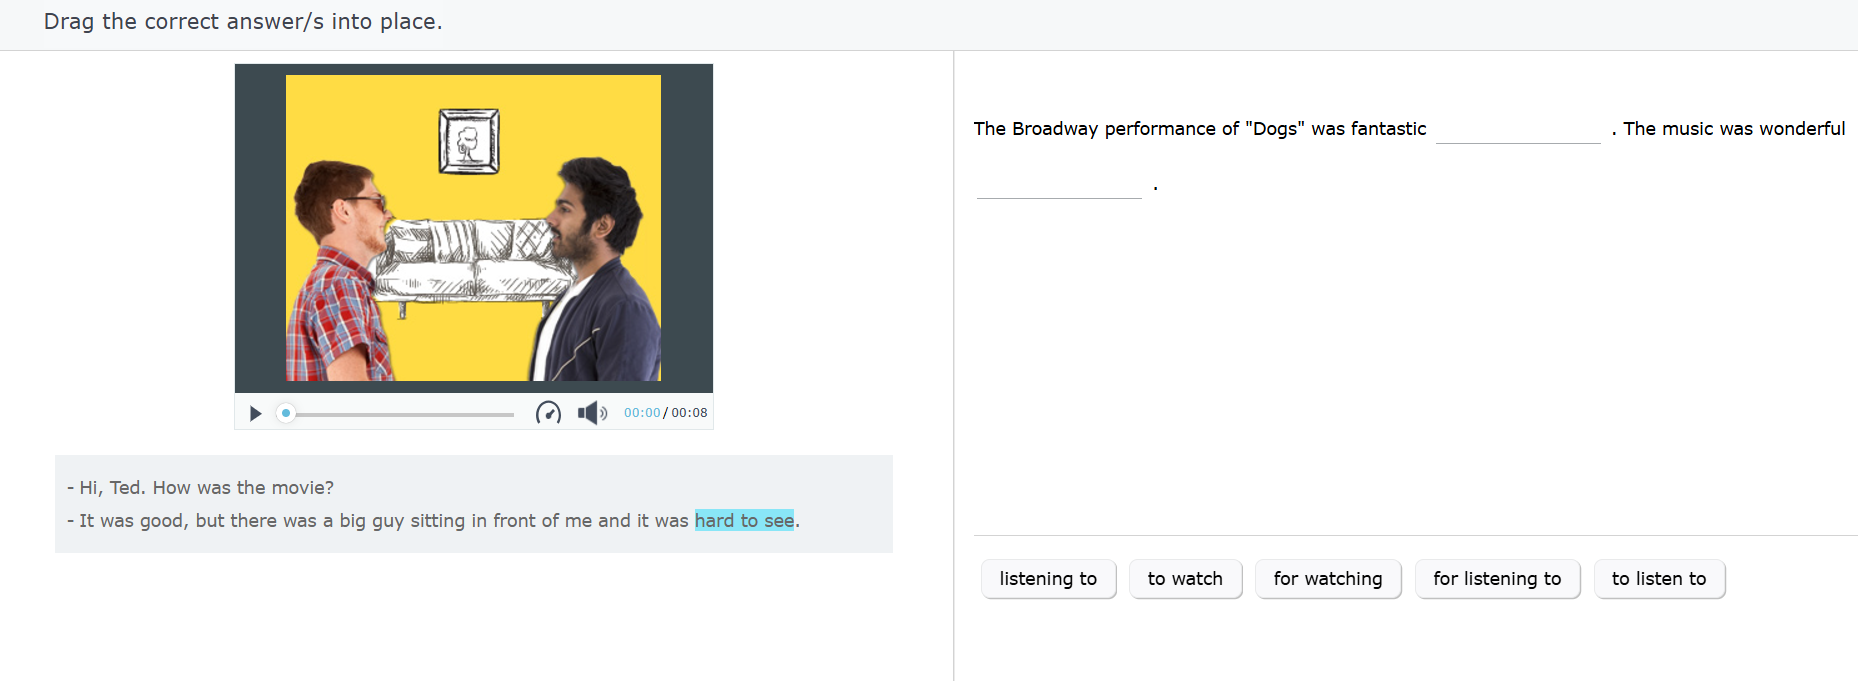 Drag the correct answer/s into place.
00:00 / 00:08
- Hi, Ted. How was the movie?
- It was good, but there was a big guy sitting in front of me and it was hard to see.
The Broadway performance of "Dogs" was fantastic . The music was wonderful
.
listening to to watch for watching for listening to to listen to